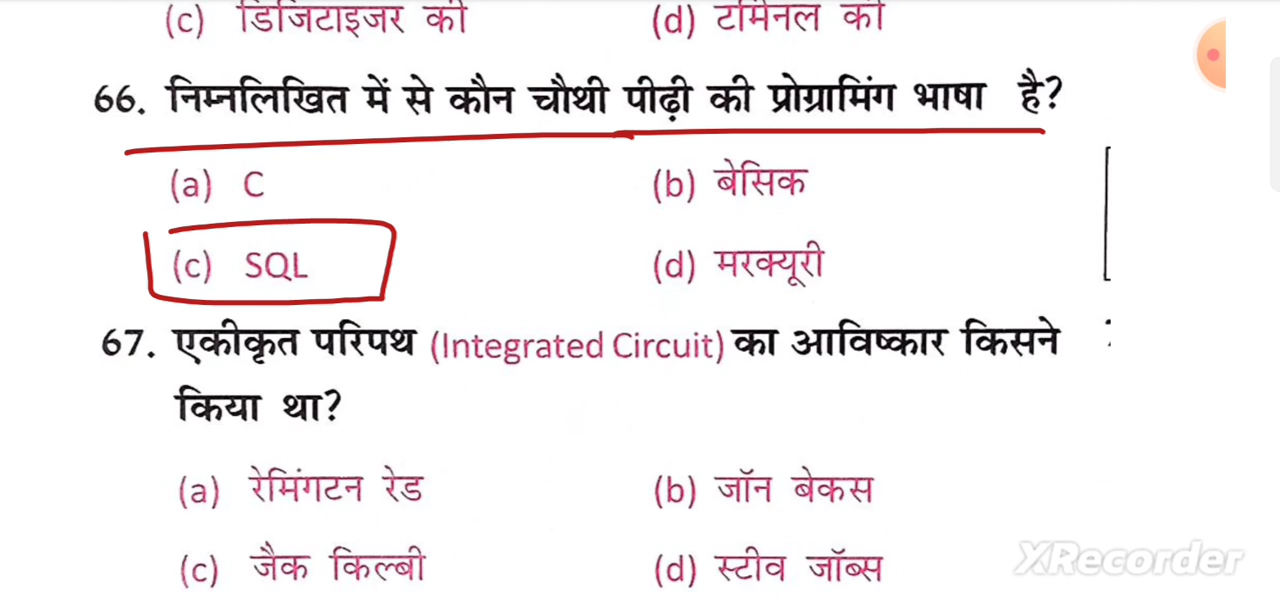 (c) डिजिटाइजर को (d) टर्मिनल को
66. निम्नलिखित में से कौन चौथी पीढ़ी की प्रोग्रामिंग भाषा है?
(a) C (b) बेसिक
(c) SQL (d) मरक्यूरी
67. एकीकृत परिपथ (Integrated Circuit) का आविष्कार किसने
किया था?
(a) रेमिंगटन रेड (b) जॉन बेकस
(c) जैक किल्बी (d) स्टीव जॉब्स
XRecorder